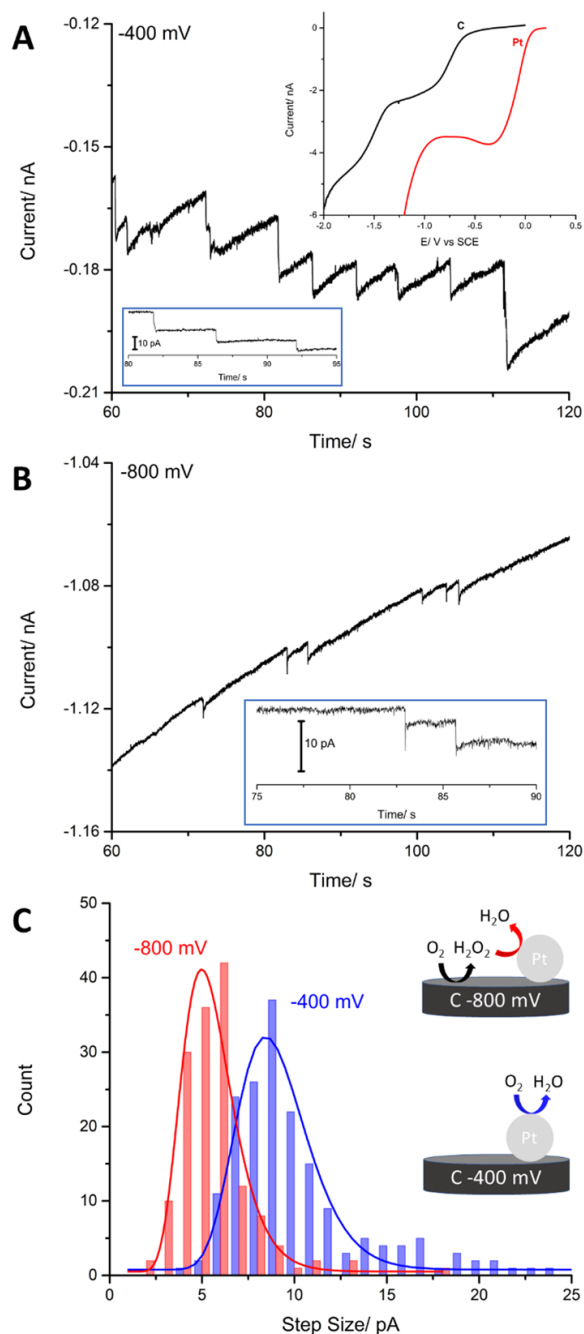 A
-400 mV
-0.12
-0.15
-0.18
-0.21
Current/ nA
60
80
100
120
Time/ s
C
Pt
0
-2
-4
-6
Current/ nA
-2.0
-1.5
-1.0
-0.5
0.0
0.5
E/ V vs SCE
10 pA
80
85
90
95
Time/ s
B
-800 mV
-1.04
-1.08
-1.12
-1.16
Current/ nA
60
80
100
120
Time/ s
10 pA
75
80
85
90
Time/ s
C
50
40
30
20
10
0
Count
-800 mV
-400 mV
H2O
O2 H2O2
Pt
C -800 mV
O2 H2O
Pt
C -400 mV
0
5
10
15
20
25
Step Size/ pA